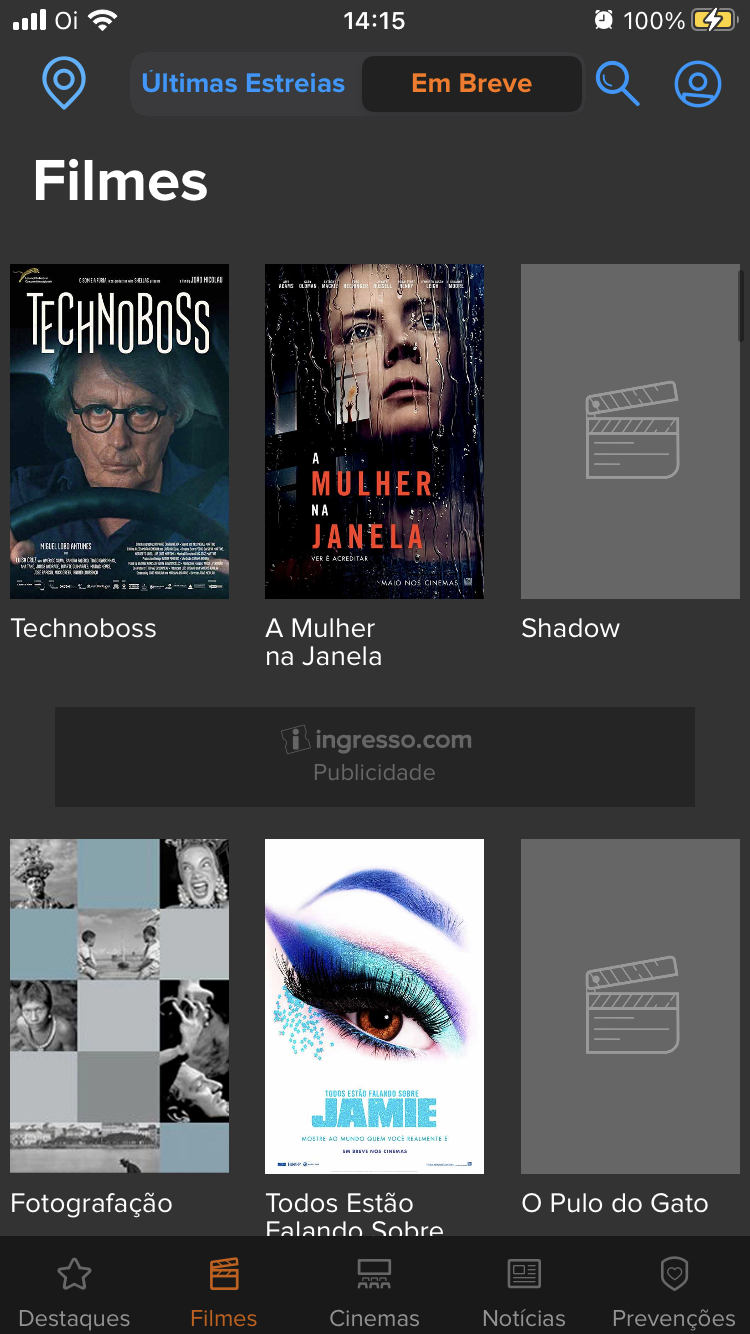 Oi 14:15 100%
Últimas Estreias Em Breve
Filmes
JOÃO NICOLAU
TECHNOBOSS
MIGUEL LOBO ANTUNES
A
MULHER
NA
JANELA
VER É ACREDITAR
MAIO NOS CINEMAS
Technoboss
A Mulher
na Janela
Shadow
ingresso.com
Publicidade
TODOS ESTÃO FALANDO SOBRE
JAMIE
MOSTRE AO MUNDO QUEM VOCÊ REALMENTE É
EM BREVE NOS CINEMAS
Fotografação
Todos Estão
Falando Sobre
O Pulo do Gato
Destaques Filmes Cinemas Notícias Prevenções